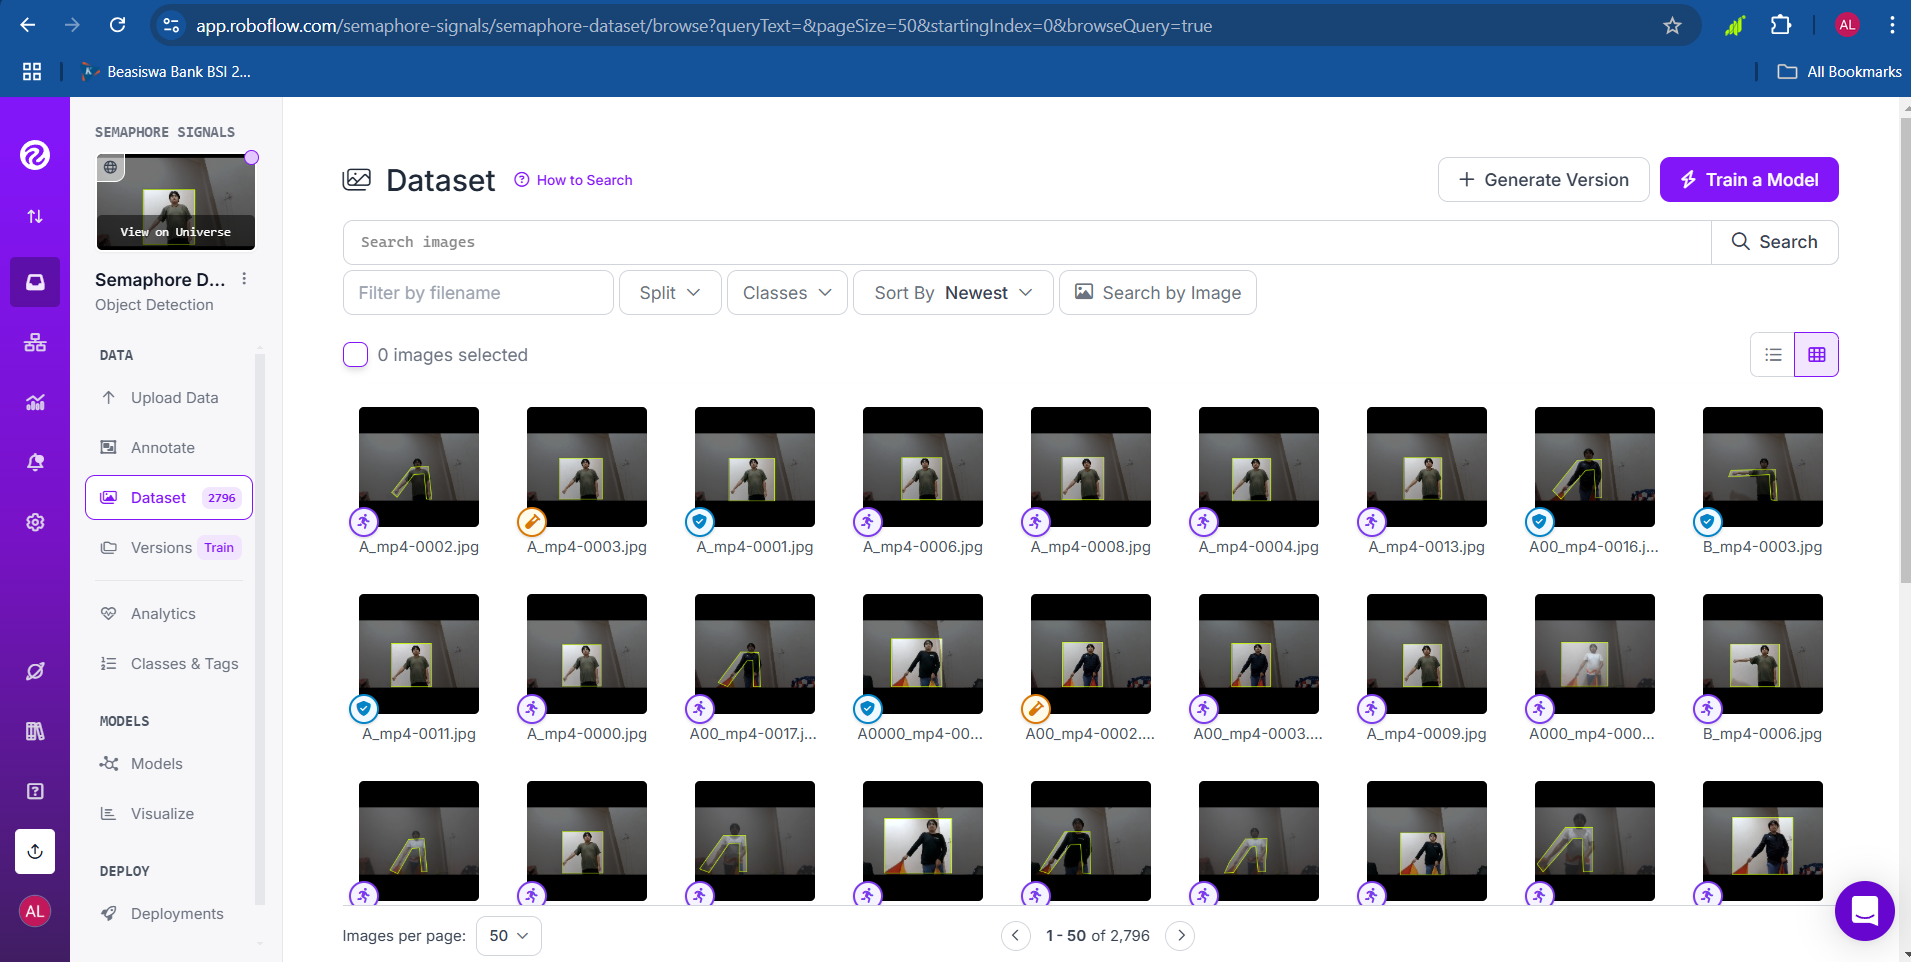 app.roboflow.com/semaphore-signals/semaphore-dataset/browse?queryText=&pageSize=50&startingIndex=0&browseQuery=true
AL
Beasiswa Bank BSI 2...
All Bookmarks
SEMAPHORE SIGNALS
View on Universe
Semaphore D...
Object Detection
DATA
Upload Data
Annotate
Dataset 2796
Versions Train
Analytics
Classes & Tags
MODELS
Models
Visualize
DEPLOY
Deployments
AL
Dataset
How to Search
Generate Version
Train a Model
Search images
Search
Filter by filename
Split
Classes
Sort By Newest
Search by Image
0 images selected
A_mp4-0002.jpg
A_mp4-0003.jpg
A_mp4-0001.jpg
A_mp4-0006.jpg
A_mp4-0008.jpg
A_mp4-0004.jpg
A_mp4-0013.jpg
A00_mp4-0016.j...
B_mp4-0003.jpg
A_mp4-0011.jpg
A_mp4-0000.jpg
A00_mp4-0017.j...
A0000_mp4-00...
A00_mp4-0002....
A00_mp4-0003....
A_mp4-0009.jpg
A000_mp4-000...
B_mp4-0006.jpg
Images per page: 50
1 - 50 of 2,796